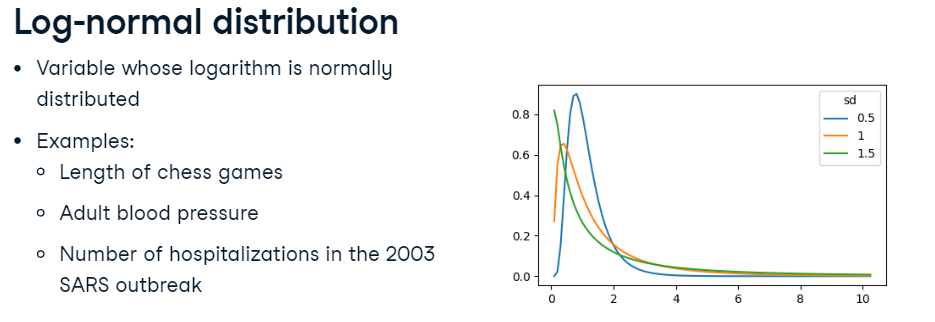 Log-normal distribution
• Variable whose logarithm is normally
distributed
• Examples:
○ Length of chess games
○ Adult blood pressure
○ Number of hospitalizations in the 2003
SARS outbreak
sd
0.5
1
1.5
0.8
0.6
0.4
0.2
0.0
0 2 4 6 8 10